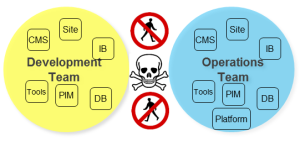 Site
CMS
IB
Development
Team
Tools
PIM
DB
Site
CMS
IB
Operations
Team
Tools
PIM
DB
Platform